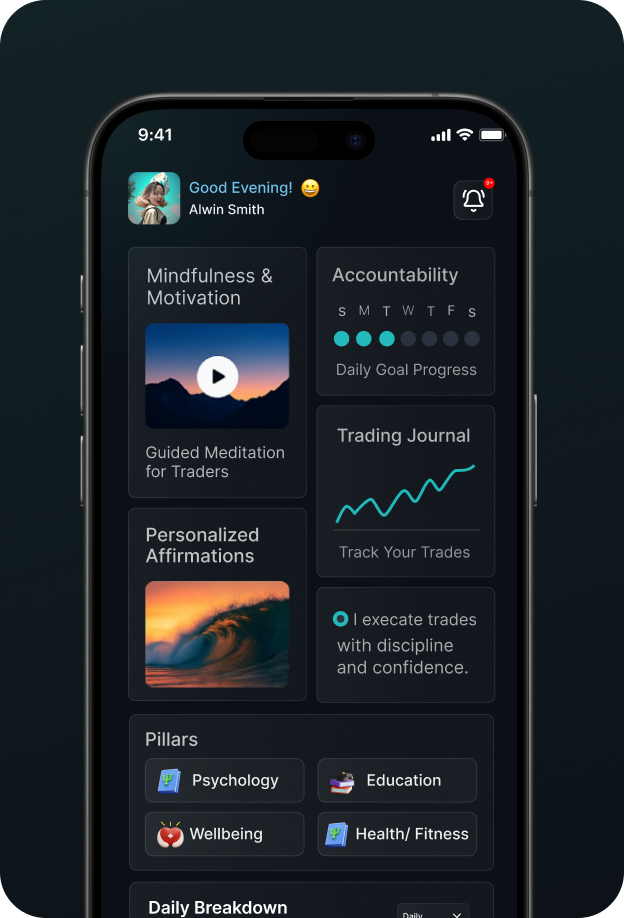 9:41
Good Evening! 😀
Alwin Smith
9+
Mindfulness &
Motivation
Guided Meditation
for Traders
Accountability
S M T W T F S
Daily Goal Progress
Trading Journal
Track Your Trades
Personalized
Affirmations
I execate trades
with discipline
and confidence.
Pillars
Psychology
Education
Wellbeing
Health/ Fitness
Daily Breakdown
Daily